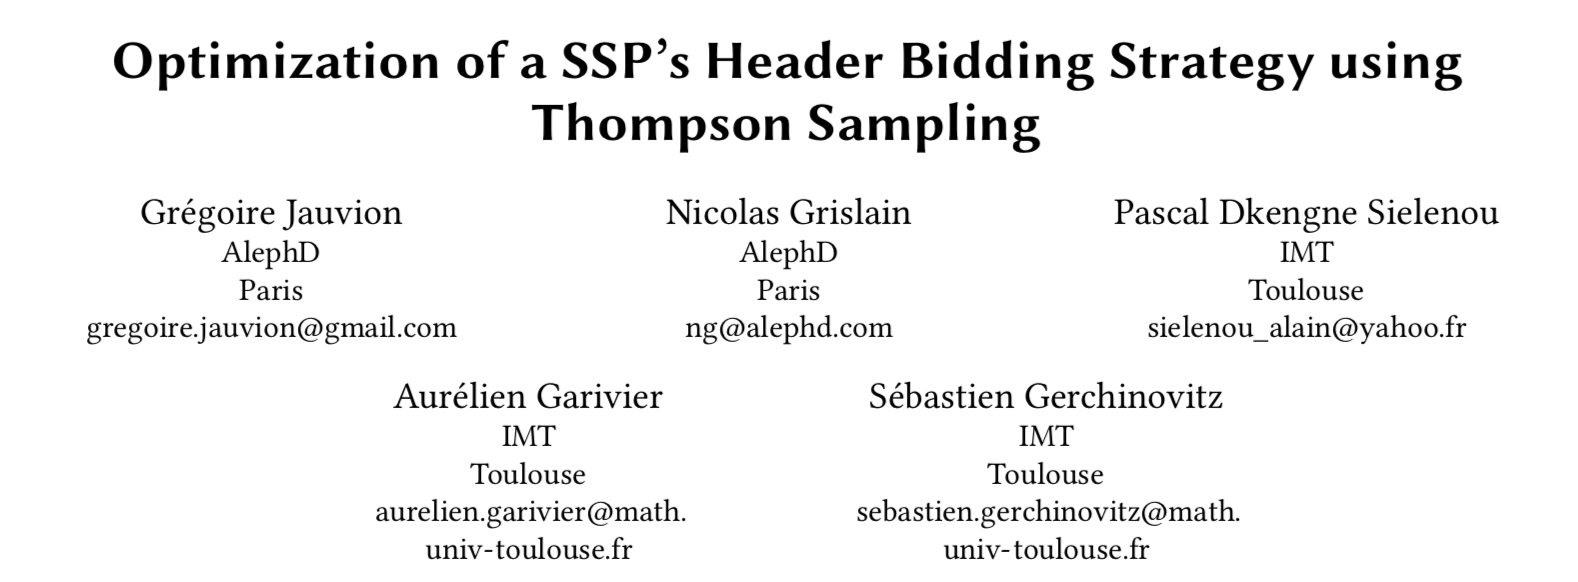 Optimization of a SSP's Header Bidding Strategy using
Thompson Sampling
Grégoire Jauvion
AlephD
Paris
gregoire.jauvion@gmail.com
Nicolas Grislain
AlephD
Paris
ng@alephd.com
Pascal Dkengne Sielenou
IMT
Toulouse
sielenou_alain@yahoo.fr
Aurélien Garivier
IMT
Toulouse
aurelien.garivier@math.
univ-toulouse.fr
Sébastien Gerchinovitz
IMT
Toulouse
sebastien.gerchinovitz@math.
univ-toulouse.fr